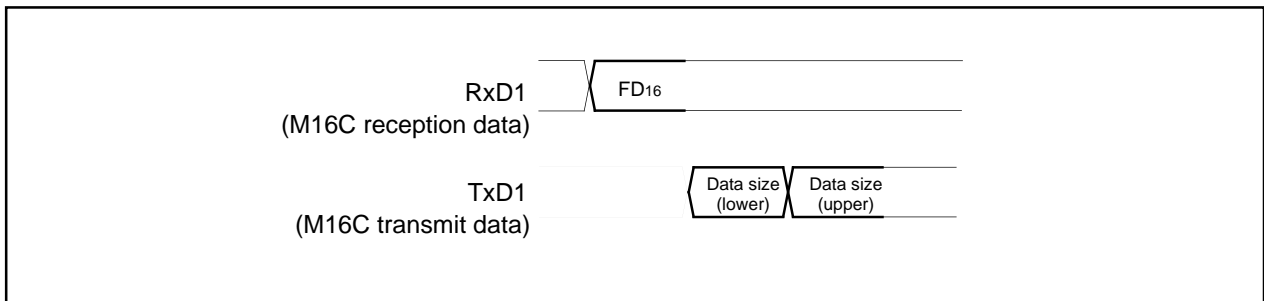 RxD1
(M16C reception data)
FD16
TxD1
(M16C transmit data)
Data size
(lower)
Data size
(upper)